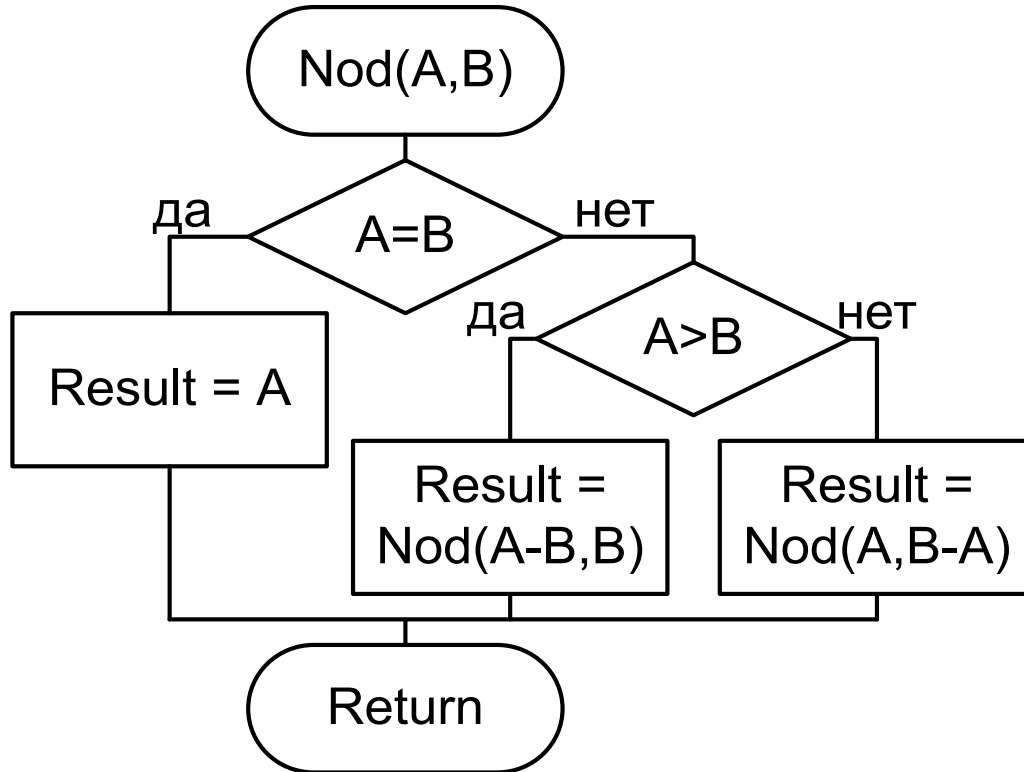 Nod(A,B)
да
A=B
нет
Result = A
да
A>B
нет
Result =
Nod(A-B,B)
Result =
Nod(A,B-A)
Return